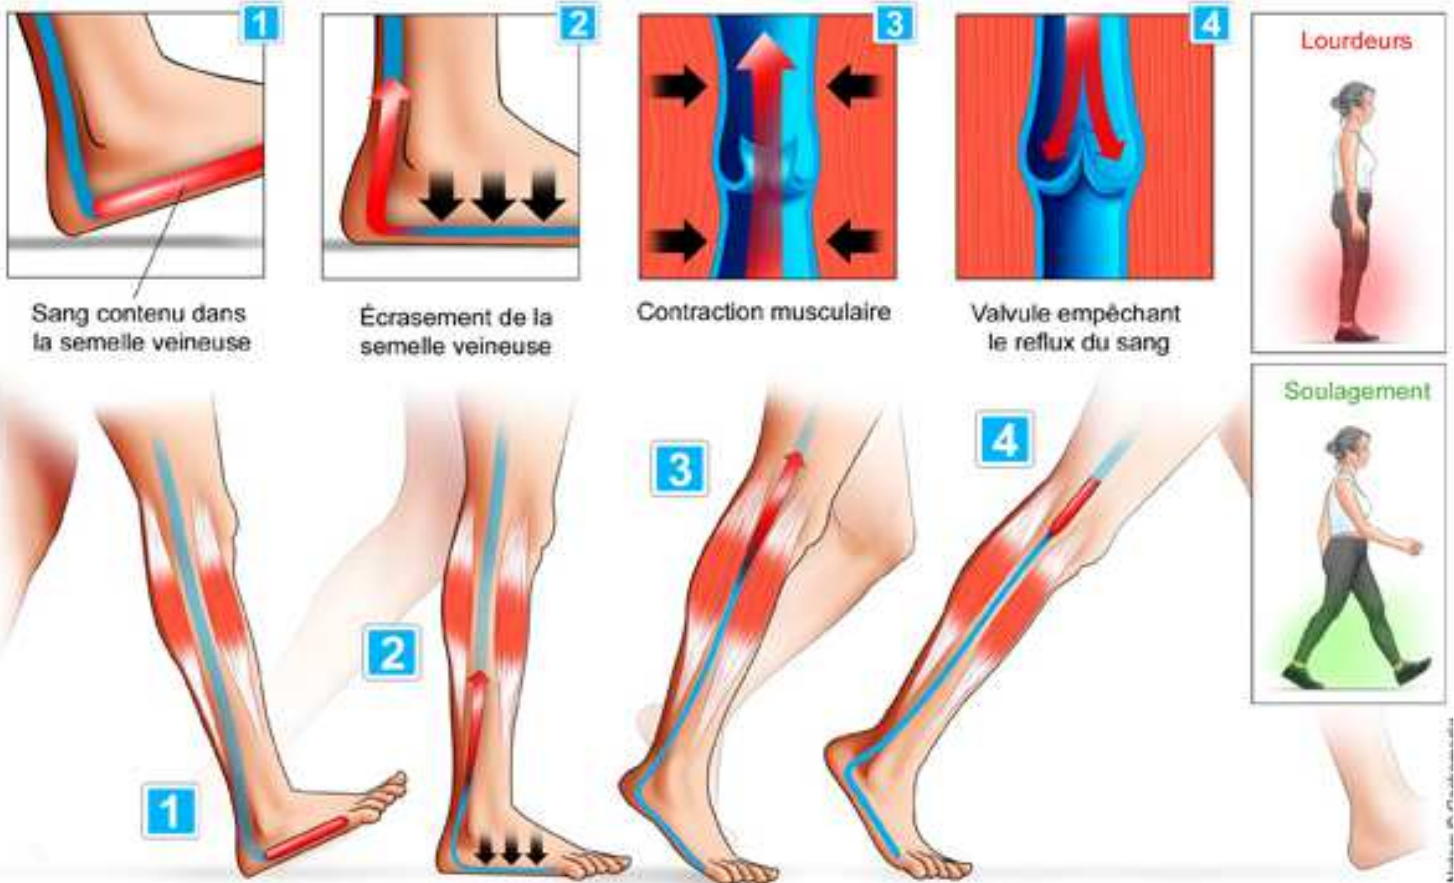 1
2
3
4
Lourdeurs
Sang contenu dans
la semelle veineuse
Écrasement de la
semelle veineuse
Contraction musculaire
Valvule empêchant
le reflux du sang
Soulagement
1
2
3
4